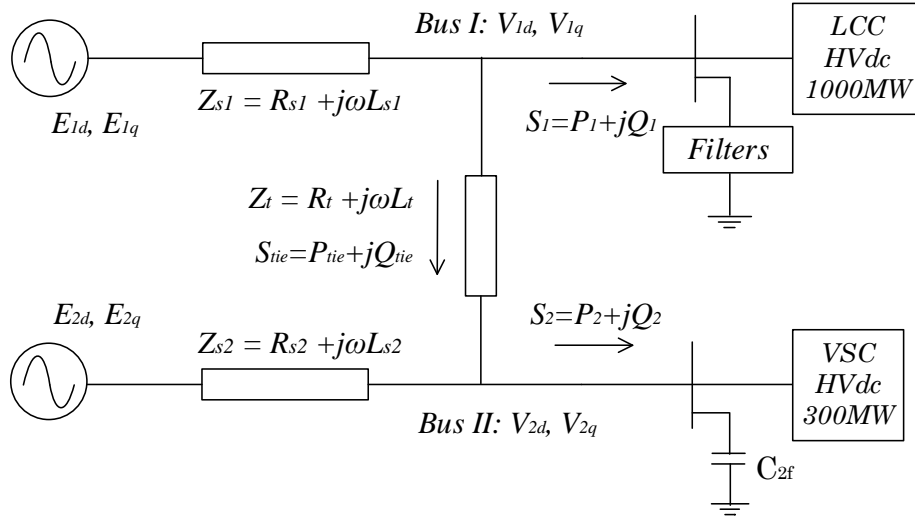 Bus I: V1d, V1q
LCC
HVdc
1000MW
Zs1 = Rs1 +jωLs1
E1d, E1q
S1=P1+jQ1
Filters
Zt = Rt +jωLt
Stie=Ptie+jQtie
E2d, E2q
Zs2 = Rs2 +jωLs2
S2=P2+jQ2
VSC
HVdc
300MW
Bus II: V2d, V2q
C2f